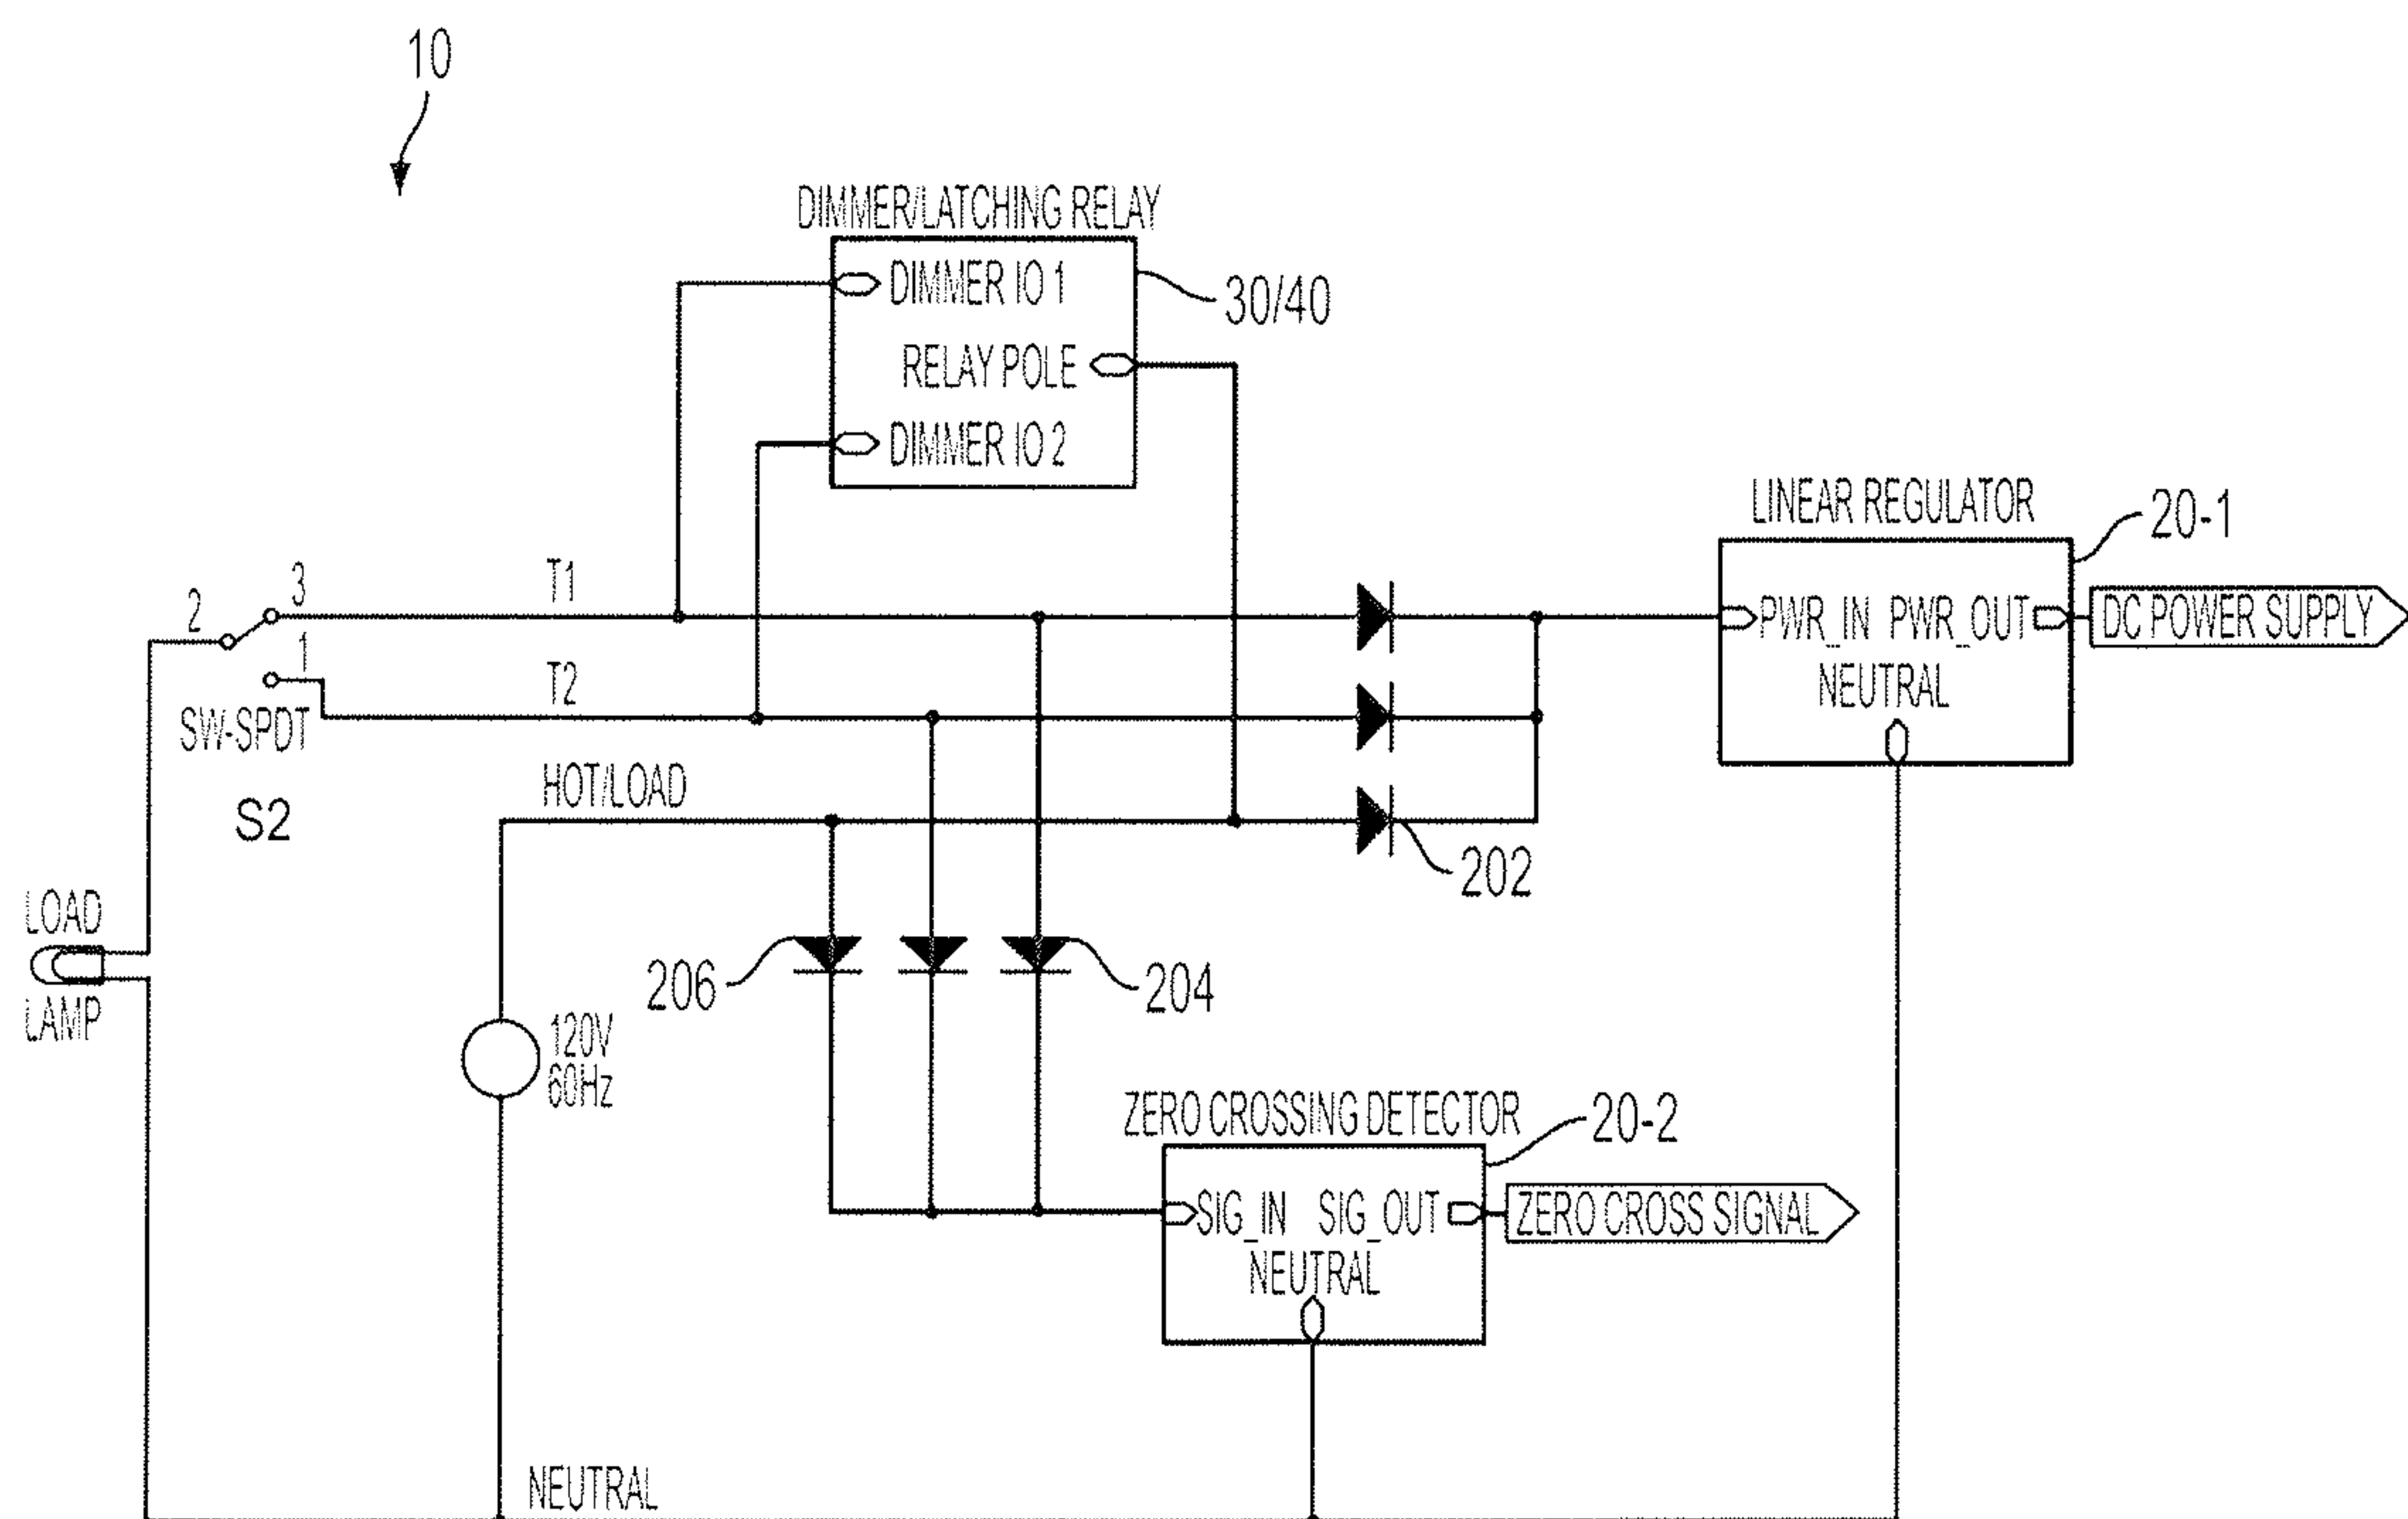 10
DIMMER/LATCHING RELAY
DIMMER IO 1
30/40
RELAY POLE
DIMMER IO 2
LINEAR REGULATOR
20-1
T1
3
2
PWR_IN PWR_OUT
DC POWER SUPPLY
1
T2
NEUTRAL
SW-SPDT
HOT/LOAD
S2
202
LOAD
LAMP
206
204
120V
60Hz
ZERO CROSSING DETECTOR
20-2
SIG_IN SIG_OUT
ZERO CROSS SIGNAL
NEUTRAL
NEUTRAL